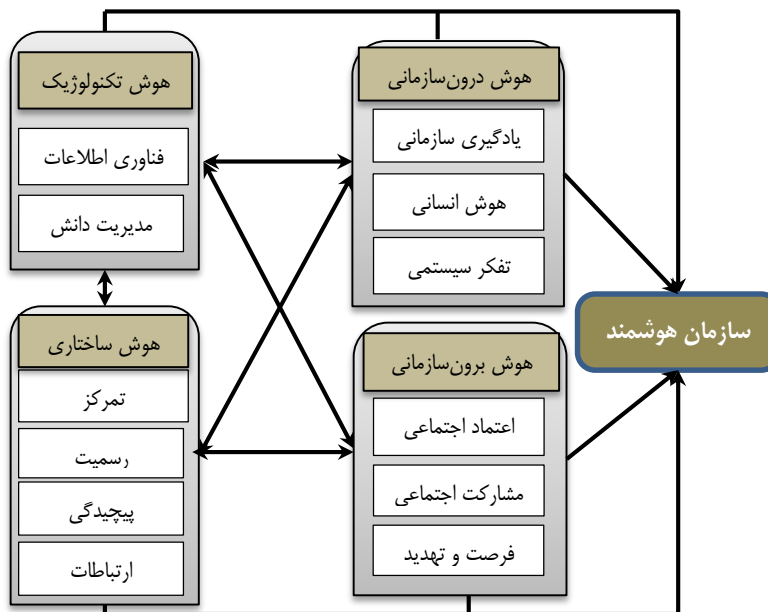 هوش درون‌سازمانی
یادگیری سازمانی
هوش انسانی
تفکر سیستمی
هوش تکنولوژیک
فناوری اطلاعات
مدیریت دانش
سازمان هوشمند
هوش برون‌سازمانی
اعتماد اجتماعی
مشارکت اجتماعی
فرصت و تهدید
هوش ساختاری
تمرکز
رسمیت
پیچیدگی
ارتباطات